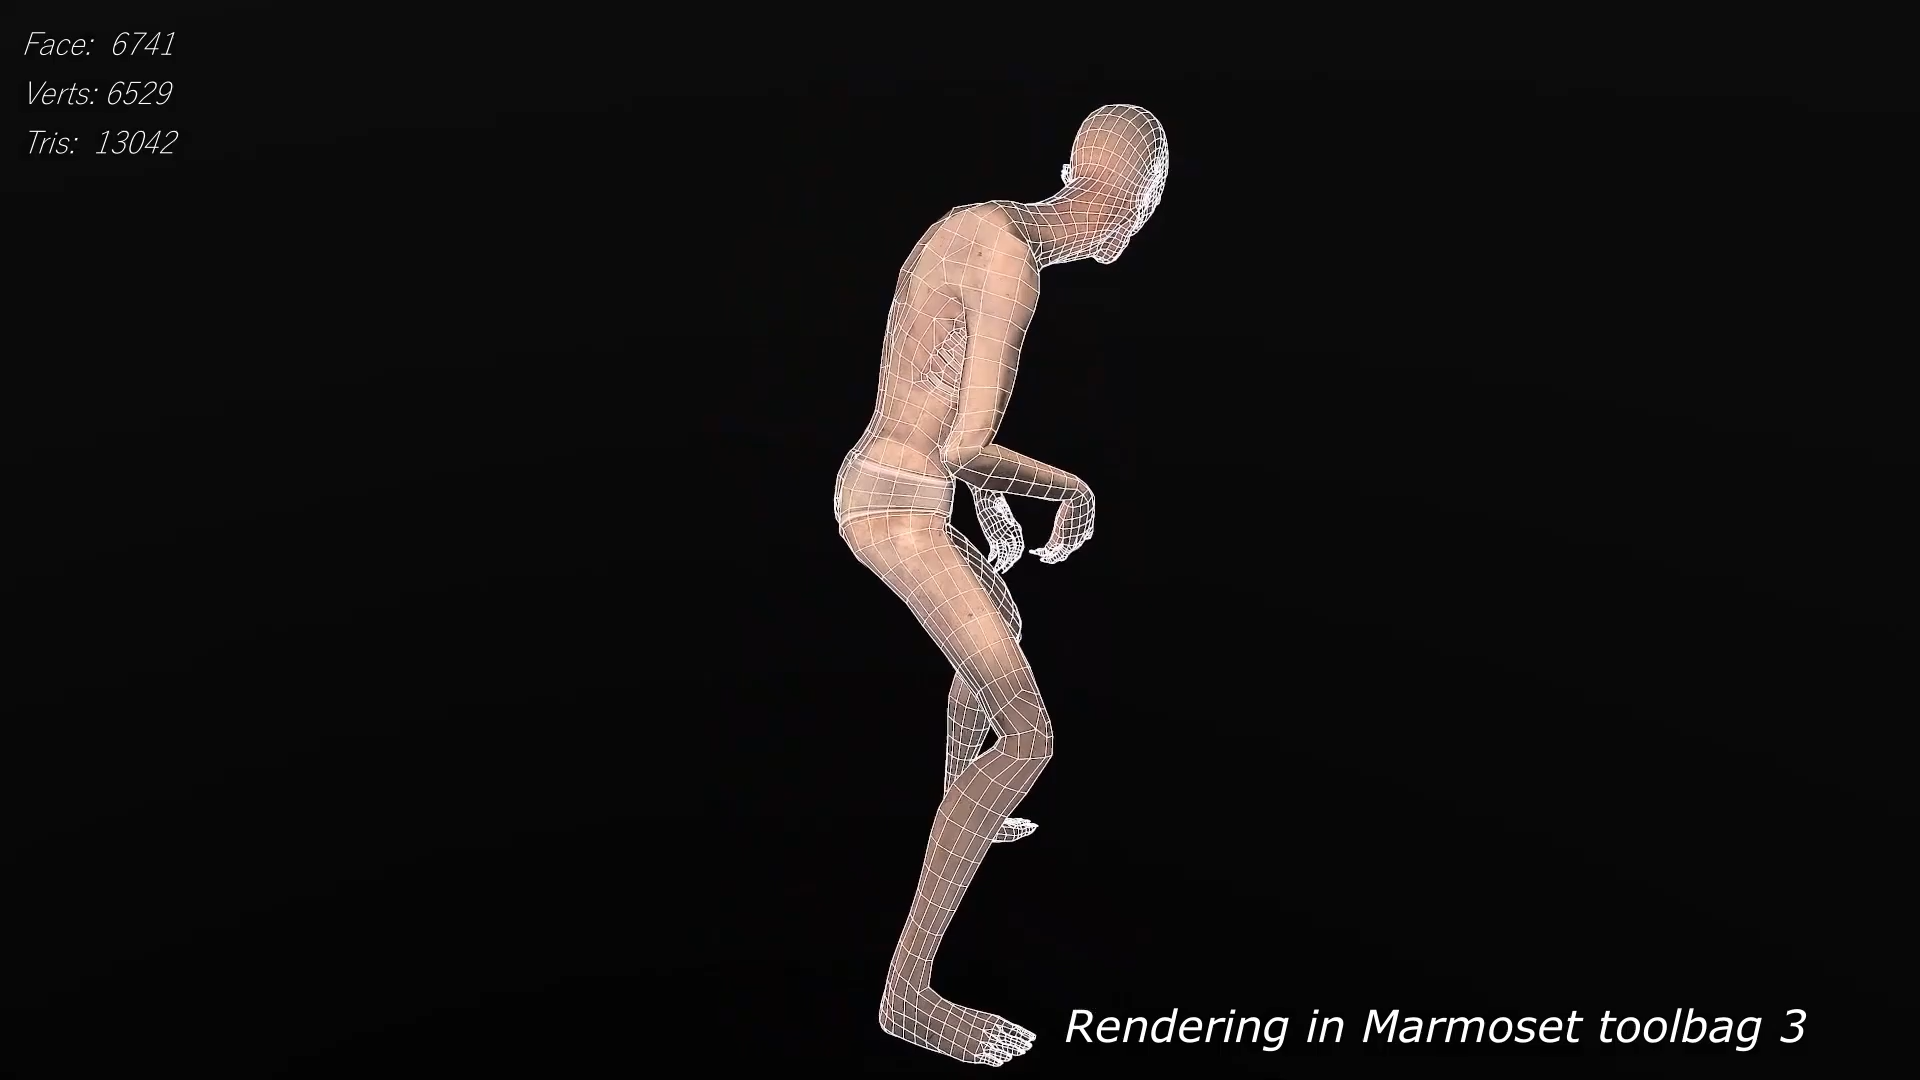 Face: 6741
Verts: 6529
Tris: 13042
Rendering in Marmoset toolbag 3